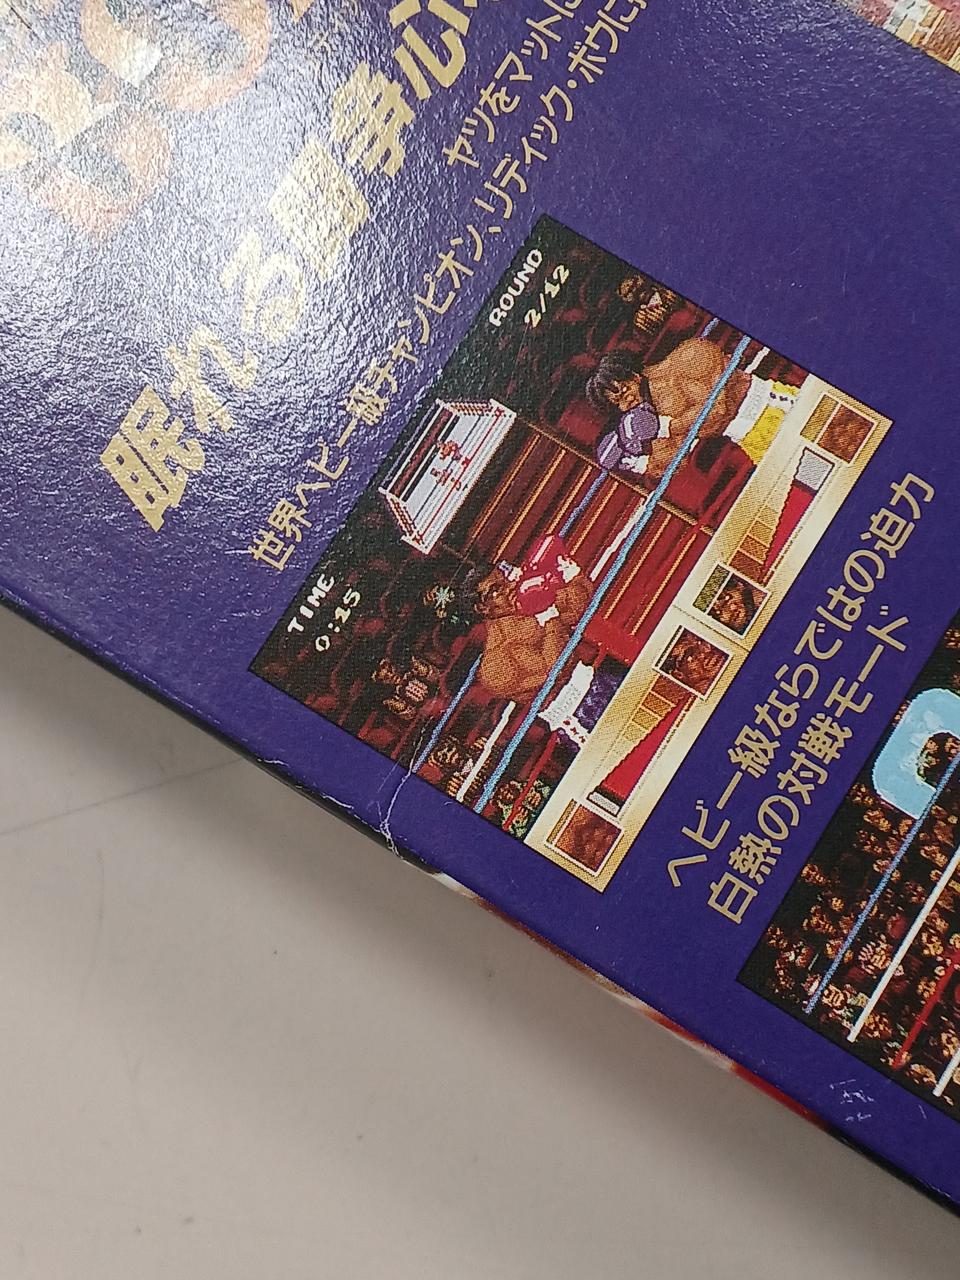 眠れる闘争心
ヤツをマットに
世界ヘビー級チャンピオン、リディック・ボウに
ROUND
2/12
TIME
0:15
ヘビー級ならではの迫力
白熱の対戦モード